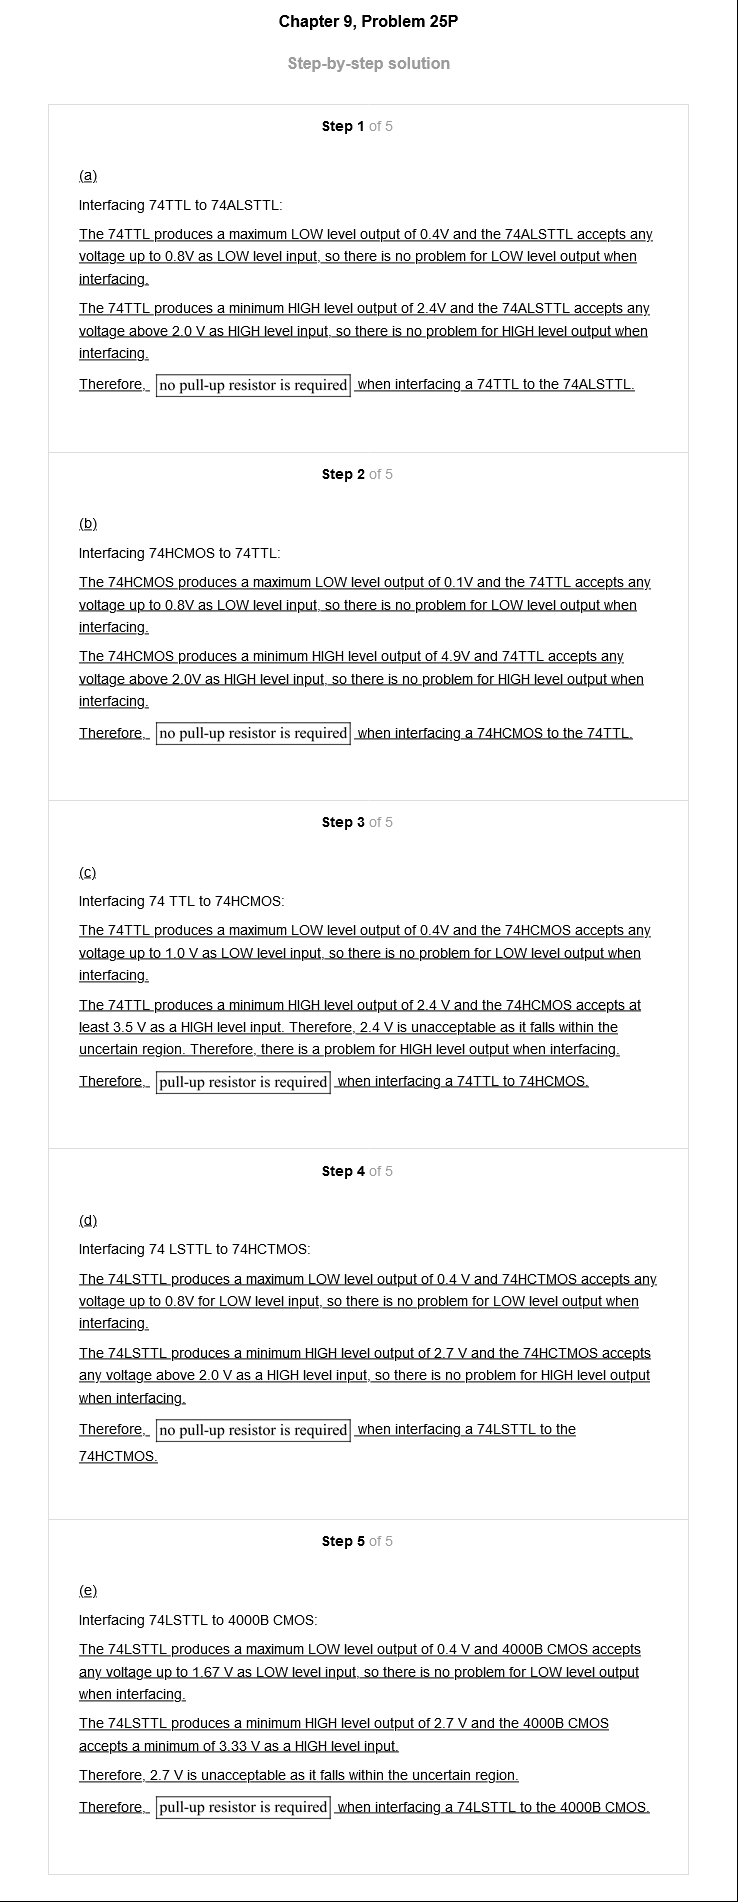 Chapter 9, Problem 25P
Step-by-step solution
Step 1 of 5
(a)
Interfacing 74TTL to 74ALSTTL:
The 74TTL produces a maximum LOW level output of 0.4V and the 74ALSTTL accepts any
voltage up to 0.8V as LOW level input, so there is no problem for LOW level output when
interfacing.
The 74TTL produces a minimum HIGH level output of 2.4V and the 74ALSTTL accepts any
voltage above 2.0 V as HIGH level input, so there is no problem for HIGH level output when
interfacing.
Therefore, no pull-up resistor is required when interfacing a 74TTL to the 74ALSTTL.
Step 2 of 5
(b)
Interfacing 74HCMOS to 74TTL:
The 74HCMOS produces a maximum LOW level output of 0.1V and the 74TTL accepts any
voltage up to 0.8V as LOW level input, so there is no problem for LOW level output when
interfacing.
The 74HCMOS produces a minimum HIGH level output of 4.9V and 74TTL accepts any
voltage above 2.0V as HIGH level input, so there is no problem for HIGH level output when
interfacing.
Therefore, no pull-up resistor is required when interfacing a 74HCMOS to the 74TTL.
Step 3 of 5
(c)
Interfacing 74 TTL to 74HCMOS:
The 74TTL produces a maximum LOW level output of 0.4V and the 74HCMOS accepts any
voltage up to 1.0 V as LOW level input, so there is no problem for LOW level output when
interfacing.
The 74TTL produces a minimum HIGH level output of 2.4 V and the 74HCMOS accepts at
least 3.5 V as a HIGH level input. Therefore, 2.4 V is unacceptable as it falls within the
uncertain region. Therefore, there is a problem for HIGH level output when interfacing.
Therefore, pull-up resistor is required when interfacing a 74TTL to 74HCMOS.
Step 4 of 5
(d)
Interfacing 74 LSTTL to 74HCTMOS:
The 74LSTTL produces a maximum LOW level output of 0.4 V and 74HCTMOS accepts any
voltage up to 0.8V for LOW level input, so there is no problem for LOW level output when
interfacing.
The 74LSTTL produces a minimum HIGH level output of 2.7 V and the 74HCTMOS accepts
any voltage above 2.0 V as a HIGH level input, so there is no problem for HIGH level output
when interfacing.
Therefore, no pull-up resistor is required when interfacing a 74LSTTL to the
74HCTMOS.
Step 5 of 5
(e)
Interfacing 74LSTTL to 4000B CMOS:
The 74LSTTL produces a maximum LOW level output of 0.4 V and 4000B CMOS accepts
any voltage up to 1.67 V as LOW level input, so there is no problem for LOW level output
when interfacing.
The 74LSTTL produces a minimum HIGH level output of 2.7 V and the 4000B CMOS
accepts a minimum of 3.33 V as a HIGH level input.
Therefore, 2.7 V is unacceptable as it falls within the uncertain region.
Therefore, pull-up resistor is required when interfacing a 74LSTTL to the 4000B CMOS.